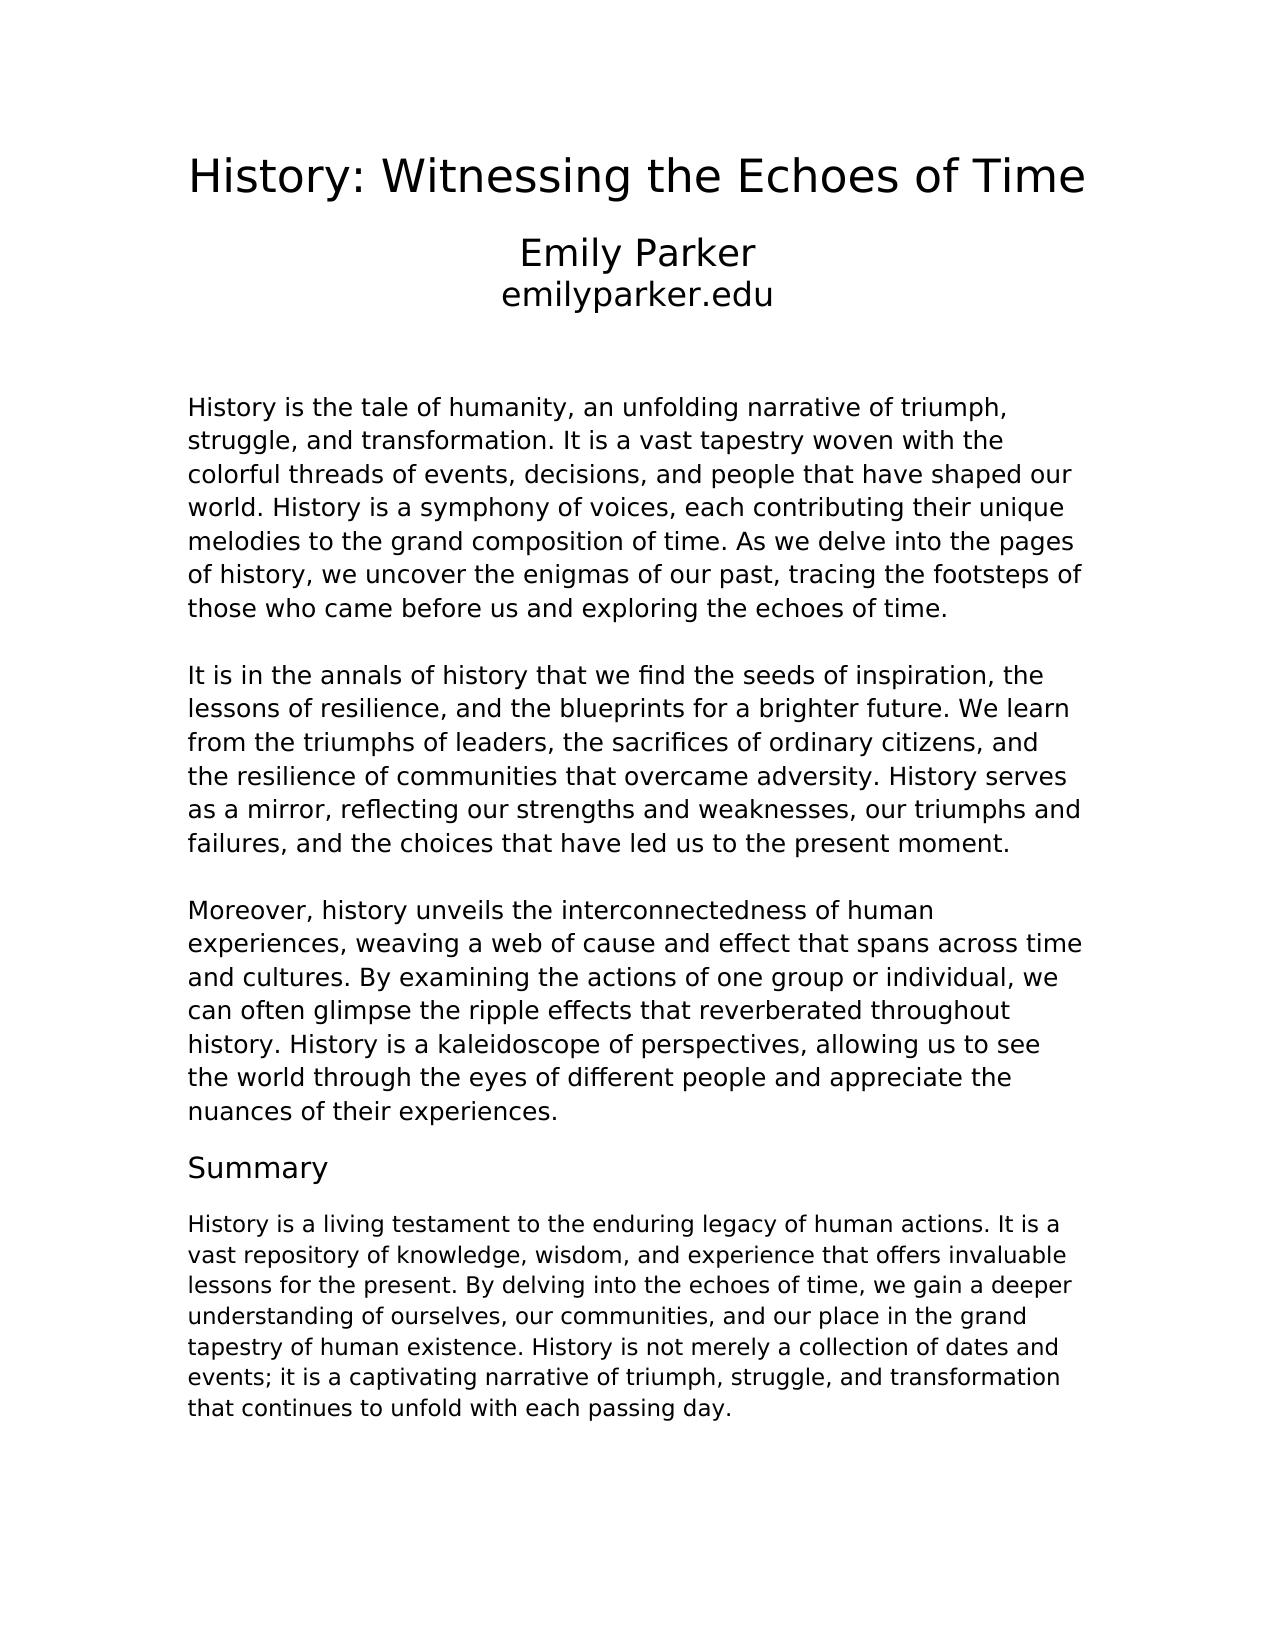 History: Witnessing the Echoes of Time
Emily Parker
emilyparker.edu
History is the tale of humanity, an unfolding narrative of triumph,
struggle, and transformation. It is a vast tapestry woven with the
colorful threads of events, decisions, and people that have shaped our
world. History is a symphony of voices, each contributing their unique
melodies to the grand composition of time. As we delve into the pages
of history, we uncover the enigmas of our past, tracing the footsteps of
those who came before us and exploring the echoes of time.
It is in the annals of history that we find the seeds of inspiration, the
lessons of resilience, and the blueprints for a brighter future. We learn
from the triumphs of leaders, the sacrifices of ordinary citizens, and
the resilience of communities that overcame adversity. History serves
as a mirror, reflecting our strengths and weaknesses, our triumphs and
failures, and the choices that have led us to the present moment.
Moreover, history unveils the interconnectedness of human
experiences, weaving a web of cause and effect that spans across time
and cultures. By examining the actions of one group or individual, we
can often glimpse the ripple effects that reverberated throughout
history. History is a kaleidoscope of perspectives, allowing us to see
the world through the eyes of different people and appreciate the
nuances of their experiences.
Summary
History is a living testament to the enduring legacy of human actions. It is a
vast repository of knowledge, wisdom, and experience that offers invaluable
lessons for the present. By delving into the echoes of time, we gain a deeper
understanding of ourselves, our communities, and our place in the grand
tapestry of human existence. History is not merely a collection of dates and
events; it is a captivating narrative of triumph, struggle, and transformation
that continues to unfold with each passing day.